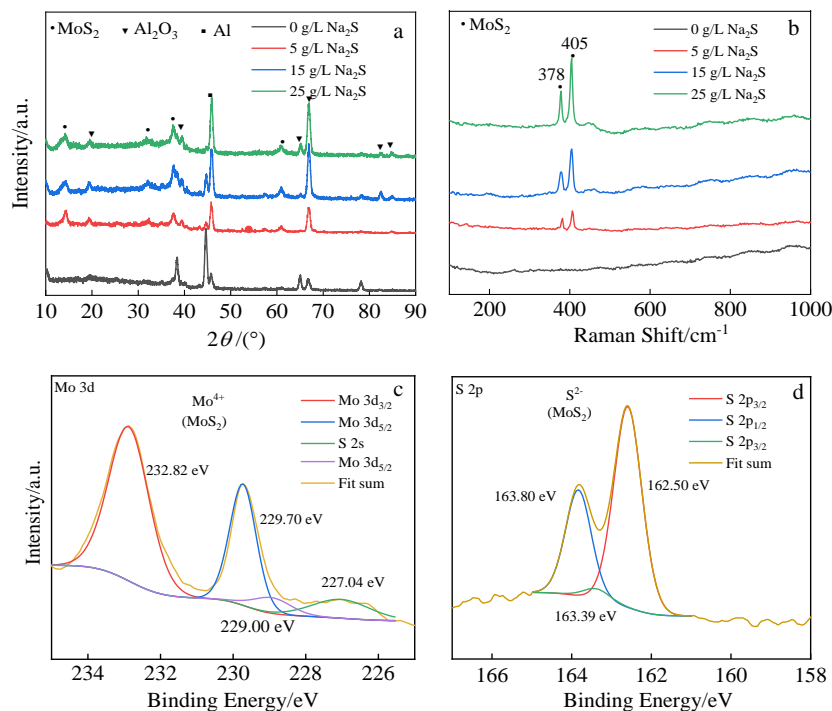 • MoS₂ ▼ Al₂O₃ ▪ Al a
0 g/L Na₂S
5 g/L Na₂S
15 g/L Na₂S
25 g/L Na₂S
Intensity/a.u.
10 20 30 40 50 60 70 80 90
2θ/(°)
• MoS₂ b
405
378
0 g/L Na₂S
5 g/L Na₂S
15 g/L Na₂S
25 g/L Na₂S
200 400 600 800 1000
Raman Shift/cm⁻¹
Mo 3d c
Mo⁴⁺
(MoS₂)
Mo 3d₃/₂
Mo 3d₅/₂
S 2s
Mo 3d₅/₂
Fit sum
232.82 eV
229.70 eV
227.04 eV
229.00 eV
Intensity/a.u.
234 232 230 228 226
Binding Energy/eV
S 2p d
S²⁻
(MoS₂)
S 2p₃/₂
S 2p₁/₂
S 2p₃/₂
Fit sum
163.80 eV
162.50 eV
163.39 eV
166 164 162 160 158
Binding Energy/eV